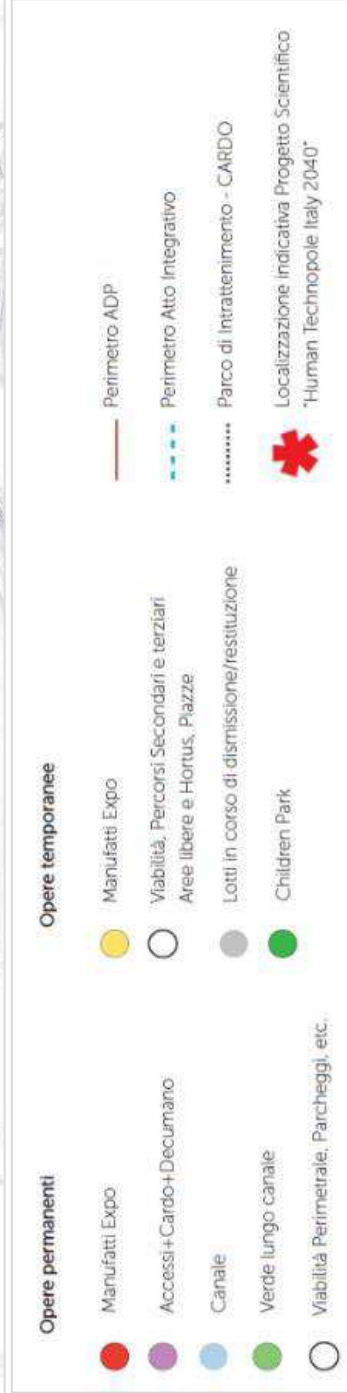 Opere permanenti
Manufatti Expo
Accessi+Cardo+Decumano
Canale
Verde lungo canale
Viabilità Perimetrale, Parcheggi, etc.
Opere temporanee
Manufatti Expo
Viabilità, Percorsi Secondari e terziari
Aree libere e Hortus, Piazze
Lotti in corso di dismissione/restituzione
Children Park
Perimetro ADP
Perimetro Atto Integrativo
Parco di Intrattenimento - CARDO
Localizzazione indicativa Progetto Scientifico
"Human Technopole Italy 2040"